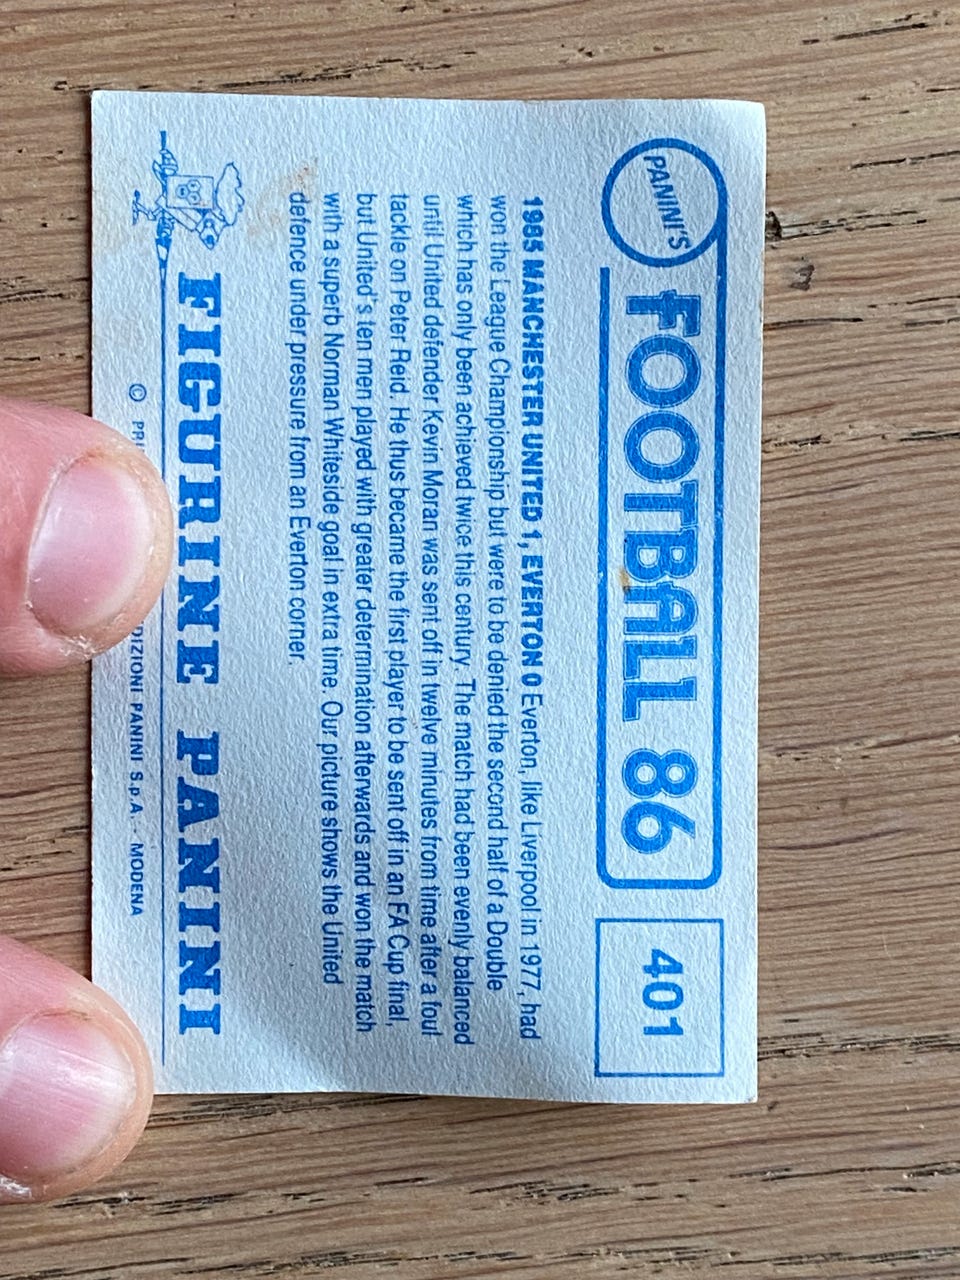 PANINI'S
FOOTBALL 86
401
1985 MANCHESTER UNITED 1, EVERTON 0 Everton, like Liverpool in 1977, had
won the League Championship but were to be denied the second half of a Double
which has only been achieved twice this century. The match had been evenly balanced
until United defender Kevin Moran was sent off in twelve minutes from time after a foul
tackle on Peter Reid. He thus became the first player to be sent off in an FA Cup final,
but United's ten men played with greater determination afterwards and won the match
with a superb Norman Whiteside goal in extra time. Our picture shows the United
defence under pressure from an Everton corner.
FIGURINE PANINI
© DIZIONI PANINI S.p.A. - MODENA